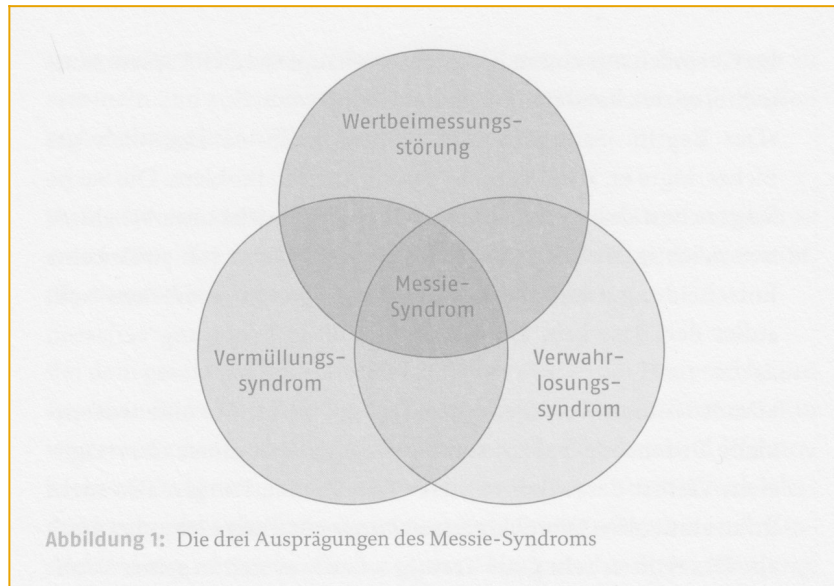 Wertbeimessungs-
störung
Messie-
Syndrom
Vermüllungs-
syndrom
Verwahr-
losungs-
syndrom
Abbildung 1: Die drei Ausprägungen des Messie-Syndroms